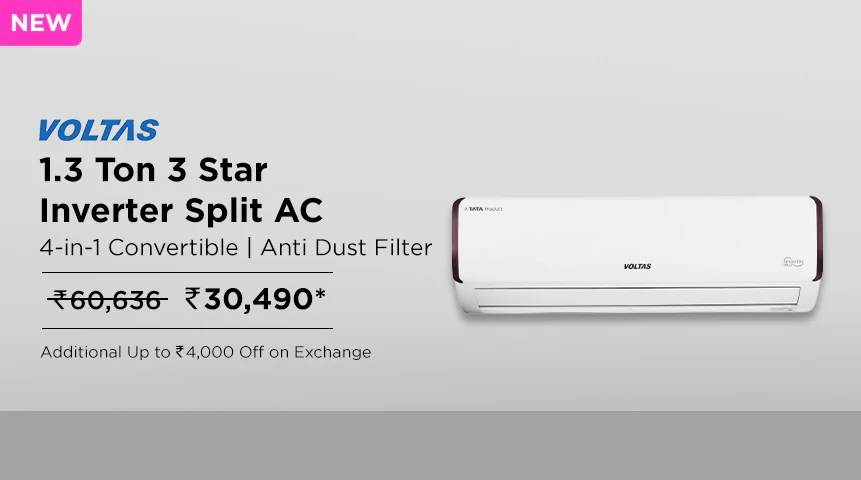 NEW
VOLTAS
1.3 Ton 3 Star
Inverter Split AC
4-in-1 Convertible | Anti Dust Filter
₹60,636 ₹30,490*
Additional Up to ₹4,000 Off on Exchange
A TATA Product
VOLTAS